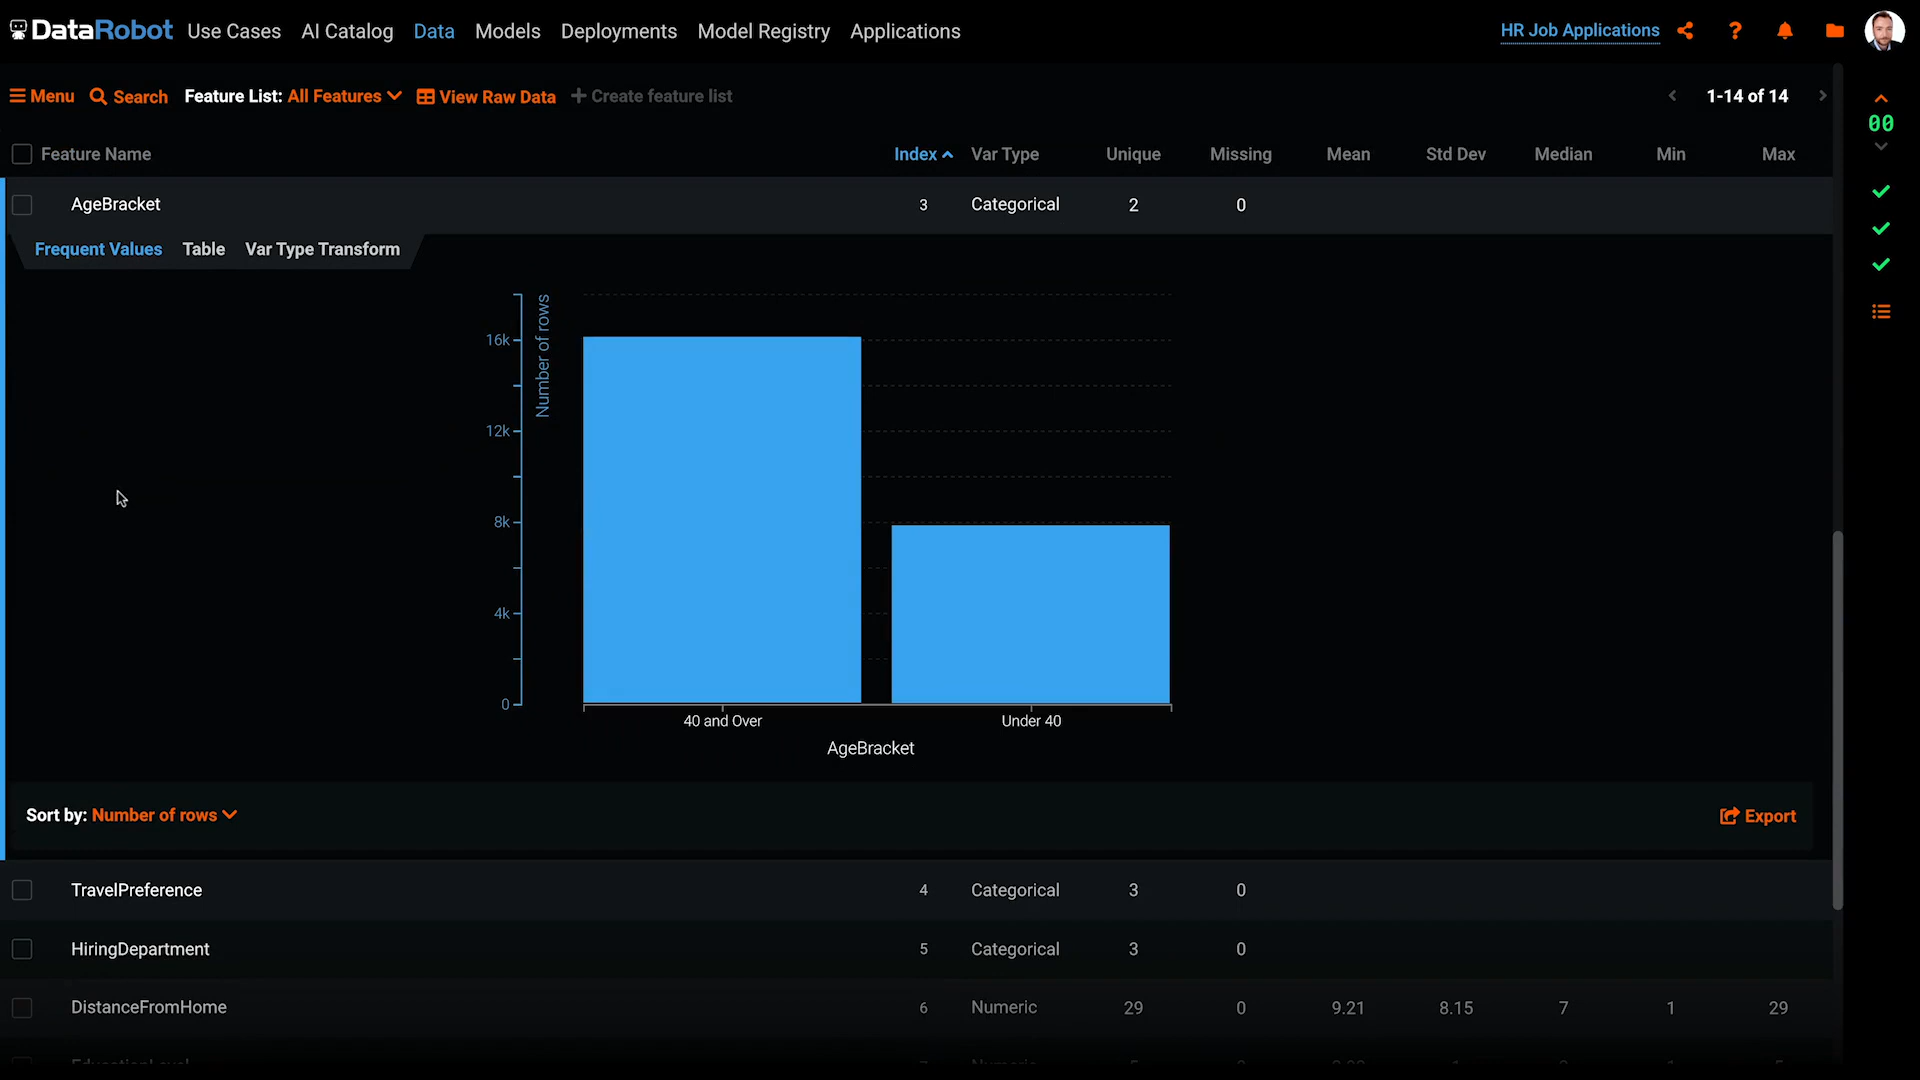 DataRobot Use Cases AI Catalog Data Models Deployments Model Registry Applications HR Job Applications ?
Menu Search Feature List: All Features View Raw Data + Create feature list < 1-14 of 14 >
00
Feature Name Index Var Type Unique Missing Mean Std Dev Median Min Max
AgeBracket 3 Categorical 2 0
Frequent Values Table Var Type Transform
Number of rows
16k
12k
8k
4k
0
40 and Over Under 40
AgeBracket
Sort by: Number of rows Export
TravelPreference 4 Categorical 3 0
HiringDepartment 5 Categorical 3 0
DistanceFromHome 6 Numeric 29 0 9.21 8.15 7 1 29